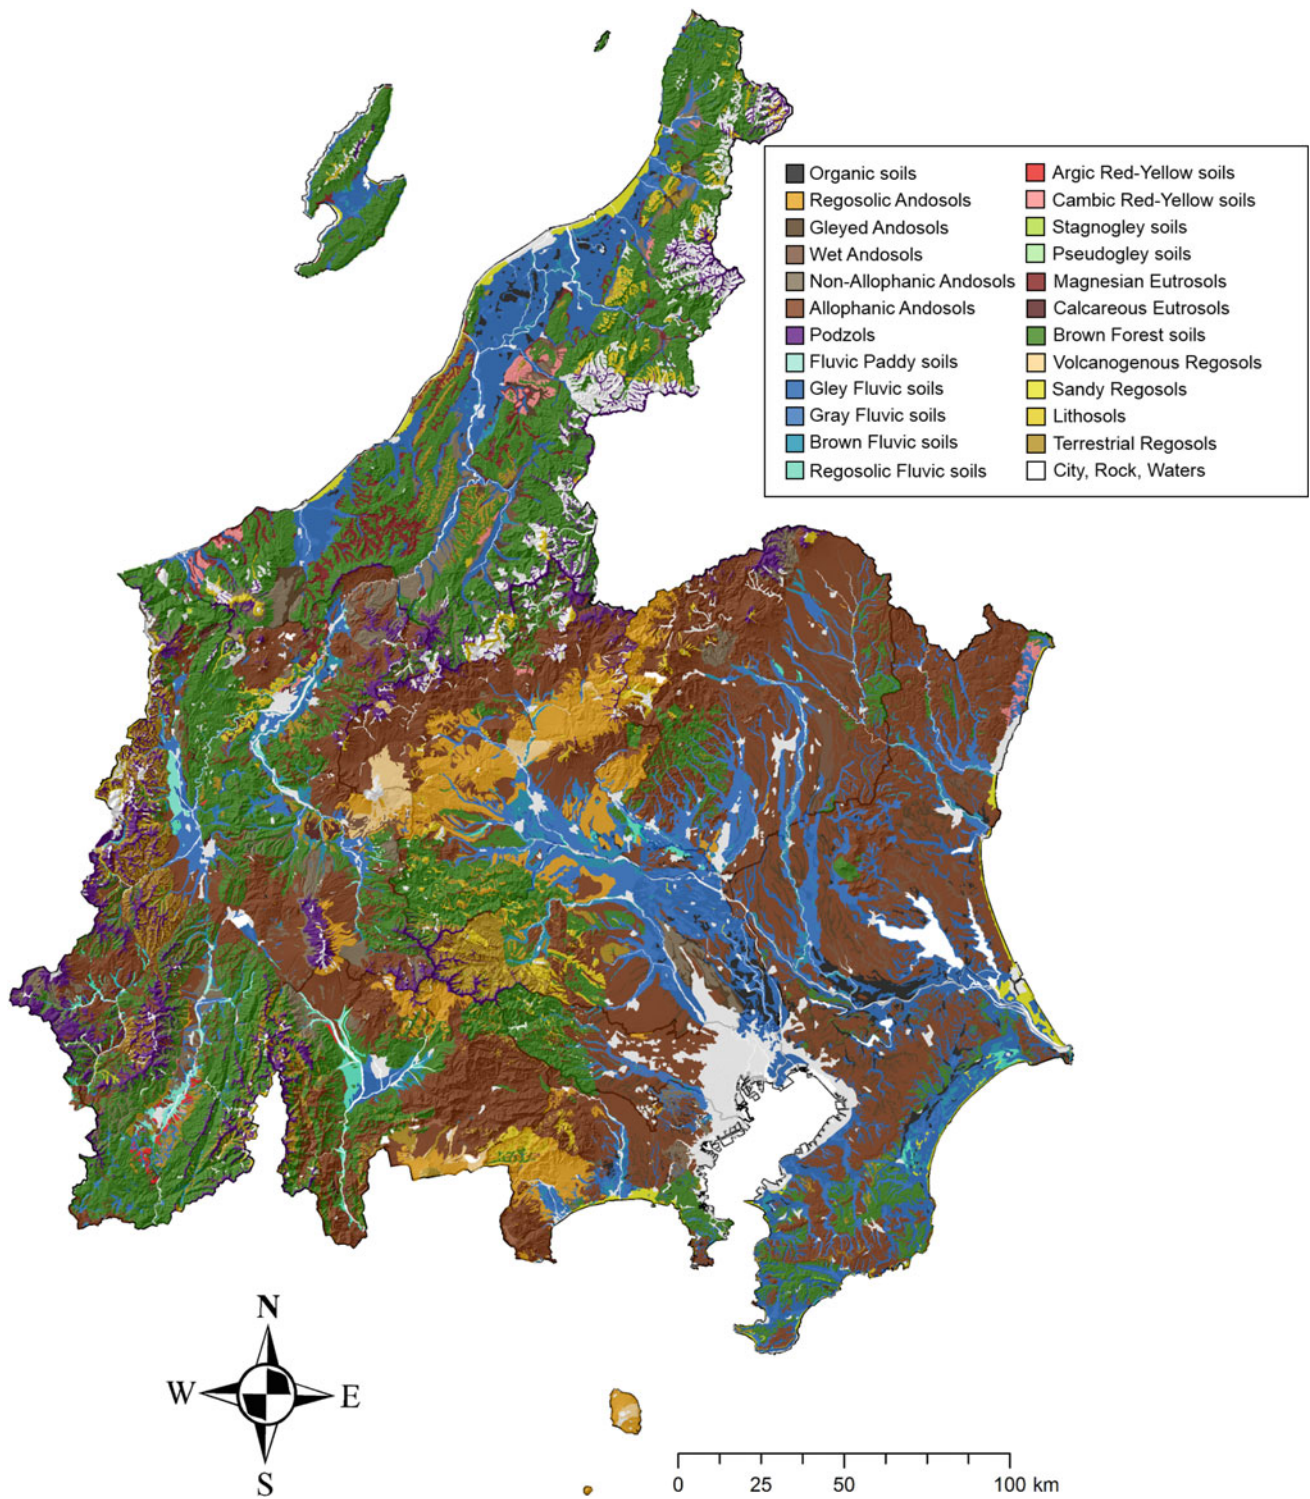 Organic soils
Regosolic Andosols
Gleyed Andosols
Wet Andosols
Non-Allophanic Andosols
Allophanic Andosols
Podzols
Fluvic Paddy soils
Gley Fluvic soils
Gray Fluvic soils
Brown Fluvic soils
Regosolic Fluvic soils
Argic Red-Yellow soils
Cambic Red-Yellow soils
Stagnogley soils
Pseudogley soils
Magnesian Eutrosols
Calcareous Eutrosols
Brown Forest soils
Volcanogenous Regosols
Sandy Regosols
Lithosols
Terrestrial Regosols
City, Rock, Waters
N
W E
S
0 25 50 100 km